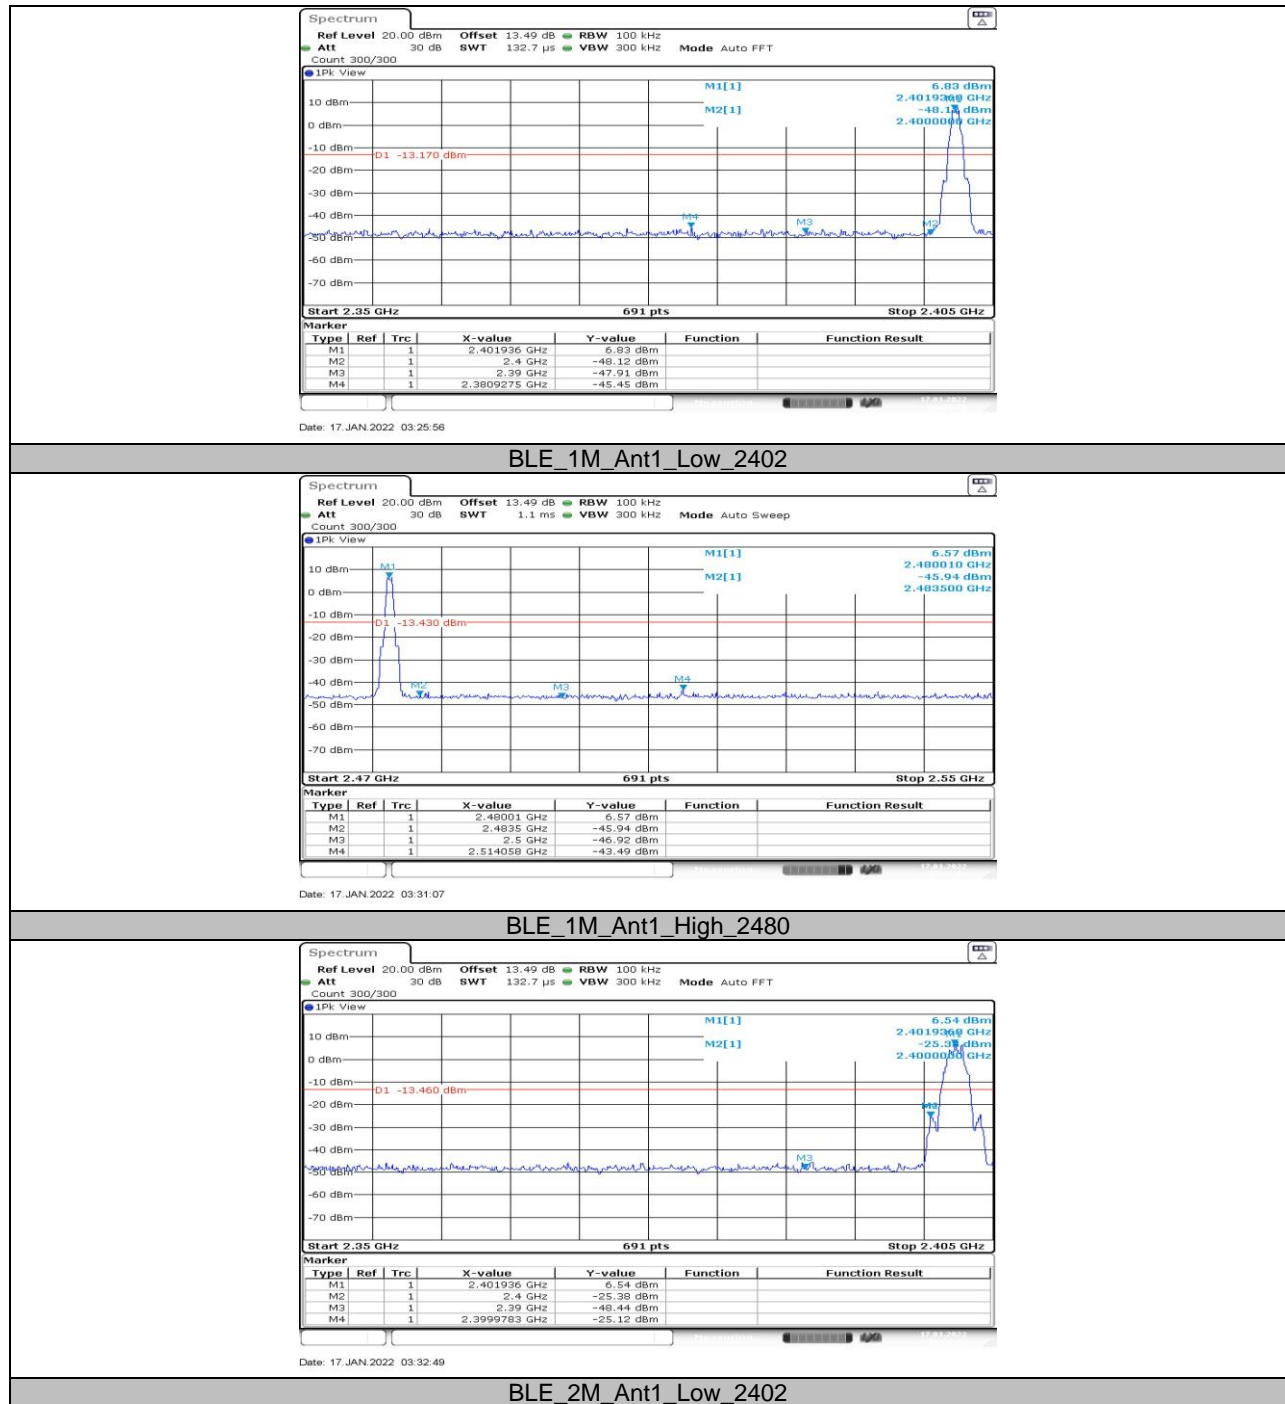 Spectrum
Ref Level 20.00 dBm Offset 13.49 dB RBW 100 kHz
Att 30 dB SWT 132.7 µs VBW 300 kHz Mode Auto FFT
Count 300/300
1Pk View
M1[1] 6.83 dBm
2.4019360 GHz
M2[1] -48.12 dBm
2.4000000 GHz
10 dBm
0 dBm
-10 dBm
D1 -13.170 dBm
-20 dBm
-30 dBm
-40 dBm
M4
M3
M2
-50 dBm
-60 dBm
-70 dBm
Start 2.35 GHz 691 pts Stop 2.405 GHz
Marker
Type Ref Trc X-value Y-value Function Function Result
M1 1 2.401936 GHz 6.83 dBm
M2 1 2.4 GHz -48.12 dBm
M3 1 2.39 GHz -47.91 dBm
M4 1 2.3809275 GHz -45.45 dBm
Date: 17.JAN.2022 03:25:56
BLE_1M_Ant1_Low_2402
Spectrum
Ref Level 20.00 dBm Offset 13.49 dB RBW 100 kHz
Att 30 dB SWT 1.1 ms VBW 300 kHz Mode Auto Sweep
Count 300/300
1Pk View
M1[1] 6.57 dBm
2.480010 GHz
M2[1] -45.94 dBm
2.483500 GHz
10 dBm
M1
0 dBm
-10 dBm
D1 -13.430 dBm
-20 dBm
-30 dBm
-40 dBm
M2
M3
M4
-50 dBm
-60 dBm
-70 dBm
Start 2.47 GHz 691 pts Stop 2.55 GHz
Marker
Type Ref Trc X-value Y-value Function Function Result
M1 1 2.48001 GHz 6.57 dBm
M2 1 2.4835 GHz -45.94 dBm
M3 1 2.5 GHz -46.92 dBm
M4 1 2.514058 GHz -43.49 dBm
Date: 17.JAN.2022 03:31:07
BLE_1M_Ant1_High_2480
Spectrum
Ref Level 20.00 dBm Offset 13.49 dB RBW 100 kHz
Att 30 dB SWT 132.7 µs VBW 300 kHz Mode Auto FFT
Count 300/300
1Pk View
M1[1] 6.54 dBm
2.4019360 GHz
M2[1] -25.38 dBm
2.4000000 GHz
10 dBm
0 dBm
-10 dBm
D1 -13.460 dBm
-20 dBm
-30 dBm
-40 dBm
M3
-50 dBm
-60 dBm
-70 dBm
Start 2.35 GHz 691 pts Stop 2.405 GHz
Marker
Type Ref Trc X-value Y-value Function Function Result
M1 1 2.401936 GHz 6.54 dBm
M2 1 2.4 GHz -25.38 dBm
M3 1 2.39 GHz -48.44 dBm
M4 1 2.3999783 GHz -25.12 dBm
Date: 17.JAN.2022 03:32:49
BLE_2M_Ant1_Low_2402